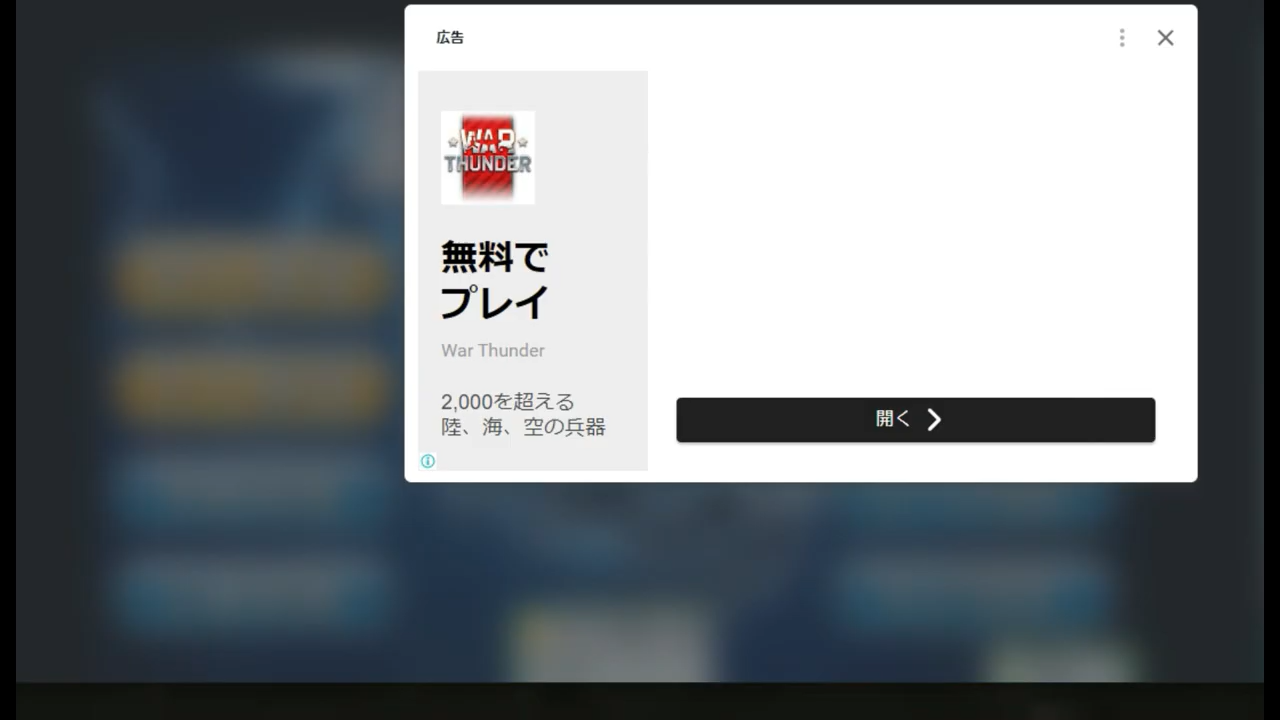 広告
WAR
THUNDER
無料で
プレイ
War Thunder
2,000を超える
陸、海、空の兵器
開く